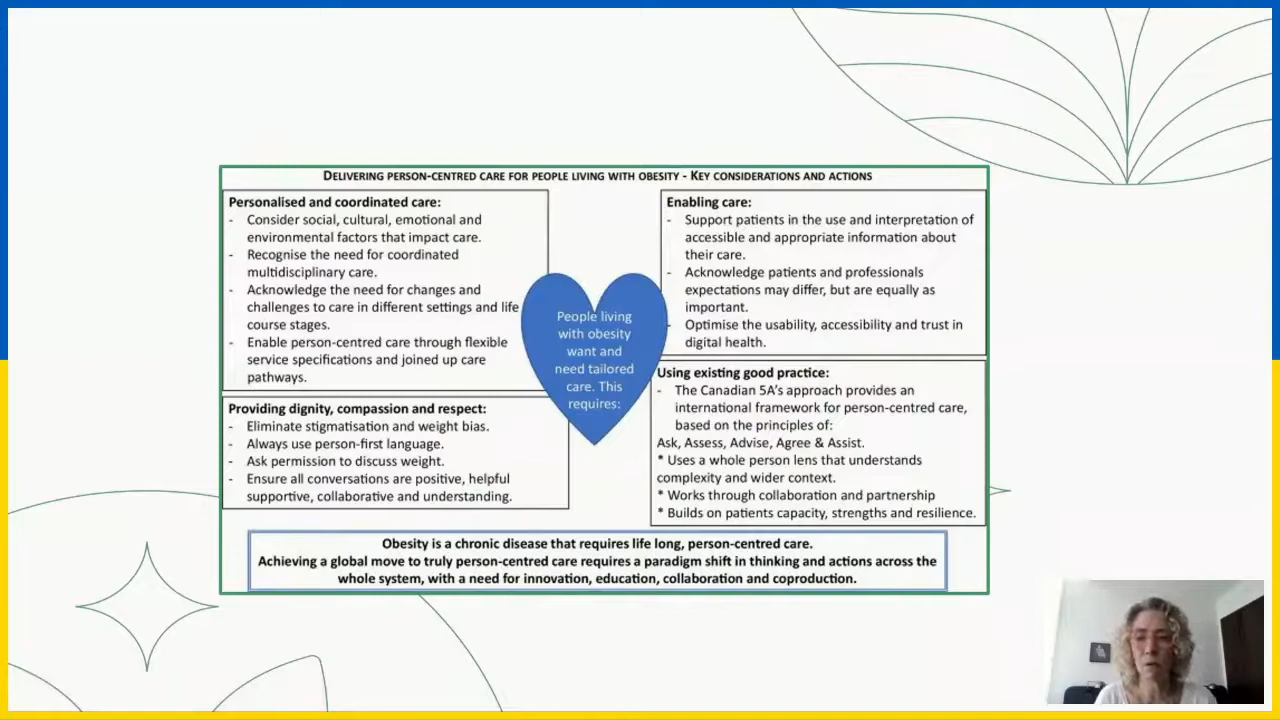 DELIVERING PERSON-CENTRED CARE FOR PEOPLE LIVING WITH OBESITY - KEY CONSIDERATIONS AND ACTIONS
Personalised and coordinated care:
- Consider social, cultural, emotional and
environmental factors that impact care.
- Recognise the need for coordinated
multidisciplinary care.
- Acknowledge the need for changes and
challenges to care in different settings and life
course stages.
- Enable person-centred care through flexible
service specifications and joined up care
pathways.
Providing dignity, compassion and respect:
- Eliminate stigmatisation and weight bias.
- Always use person-first language.
- Ask permission to discuss weight.
- Ensure all conversations are positive, helpful
supportive, collaborative and understanding.
People living
with obesity
want and
need tailored
care. This
requires:
Enabling care:
- Support patients in the use and interpretation of
accessible and appropriate information about
their care.
- Acknowledge patients and professionals
expectations may differ, but are equally as
important.
- Optimise the usability, accessibility and trust in
digital health.
Using existing good practice:
- The Canadian 5A's approach provides an
international framework for person-centred care,
based on the principles of:
Ask, Assess, Advise, Agree & Assist.
* Uses a whole person lens that understands
complexity and wider context.
* Works through collaboration and partnership
* Builds on patients capacity, strengths and resilience.
Obesity is a chronic disease that requires life long, person-centred care.
Achieving a global move to truly person-centred care requires a paradigm shift in thinking and actions across the
whole system, with a need for innovation, education, collaboration and coproduction.